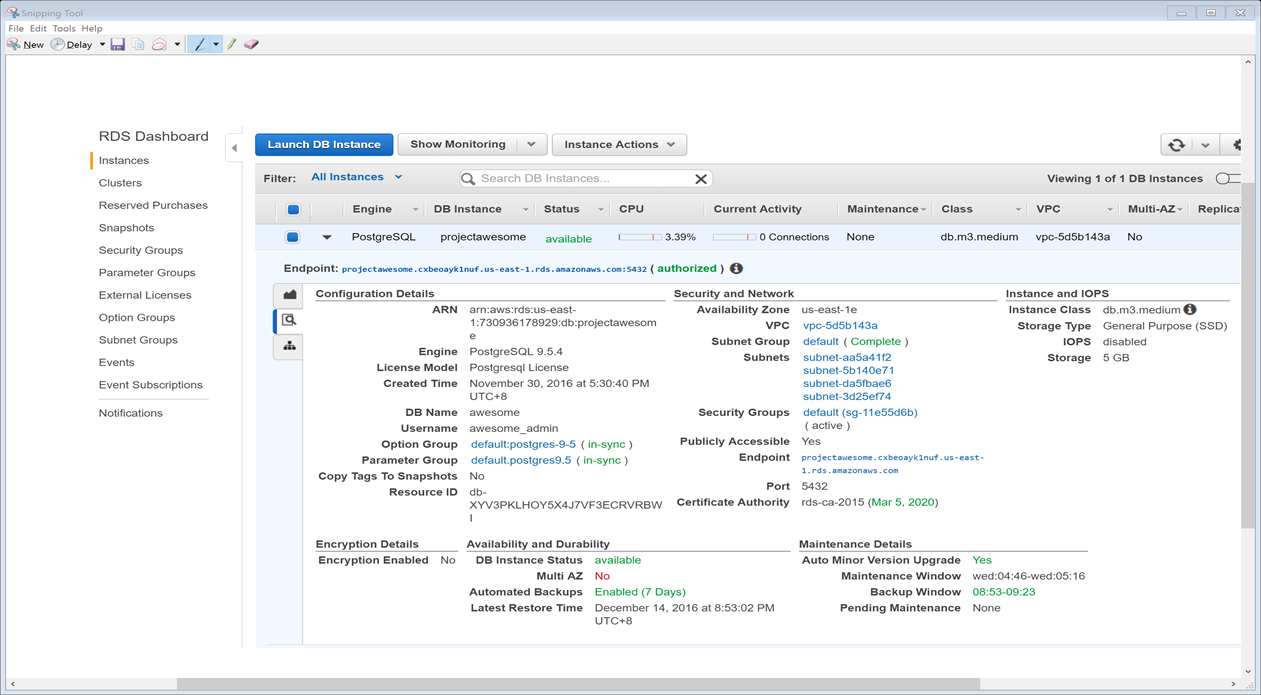 Snipping Tool
File Edit Tools Help
New Delay
RDS Dashboard
Instances
Clusters
Reserved Purchases
Snapshots
Security Groups
Parameter Groups
External Licenses
Option Groups
Subnet Groups
Events
Event Subscriptions
Notifications
Launch DB Instance Show Monitoring Instance Actions
Filter: All Instances Search DB Instances... Viewing 1 of 1 DB Instances
Engine DB Instance Status CPU Current Activity Maintenance Class VPC Multi-AZ Replica
PostgreSQL projectawesome available 3.39% 0 Connections None db.m3.medium vpc-5d5b143a No
Endpoint: projectawesome.cxbeoayk1nuf.us-east-1.rds.amazonaws.com:5432 ( authorized )
Configuration Details
ARN arn:aws:rds:us-east-
1:730936178929:db:projectawesom
e
Engine PostgreSQL 9.5.4
License Model Postgresql License
Created Time November 30, 2016 at 5:30:40 PM
UTC+8
DB Name awesome
Username awesome_admin
Option Group default:postgres-9-5 ( in-sync )
Parameter Group default.postgres9.5 ( in-sync )
Copy Tags To Snapshots No
Resource ID db-
XYV3PKLHOY5X4J7VF3ECRVRBW
I
Security and Network
Availability Zone us-east-1e
VPC vpc-5d5b143a
Subnet Group default ( Complete )
Subnets subnet-aa5a41f2
subnet-5b140e71
subnet-da5fbae6
subnet-3d25ef74
Security Groups default (sg-11e55d6b)
( active )
Publicly Accessible Yes
Endpoint projectawesome.cxbeoayk1nuf.us-east-
1.rds.amazonaws.com
Port 5432
Certificate Authority rds-ca-2015 (Mar 5, 2020)
Instance and IOPS
Instance Class db.m3.medium
Storage Type General Purpose (SSD)
IOPS disabled
Storage 5 GB
Encryption Details
Encryption Enabled No
Availability and Durability
DB Instance Status available
Multi AZ No
Automated Backups Enabled (7 Days)
Latest Restore Time December 14, 2016 at 8:53:02 PM
UTC+8
Maintenance Details
Auto Minor Version Upgrade Yes
Maintenance Window wed:04:46-wed:05:16
Backup Window 08:53-09:23
Pending Maintenance None